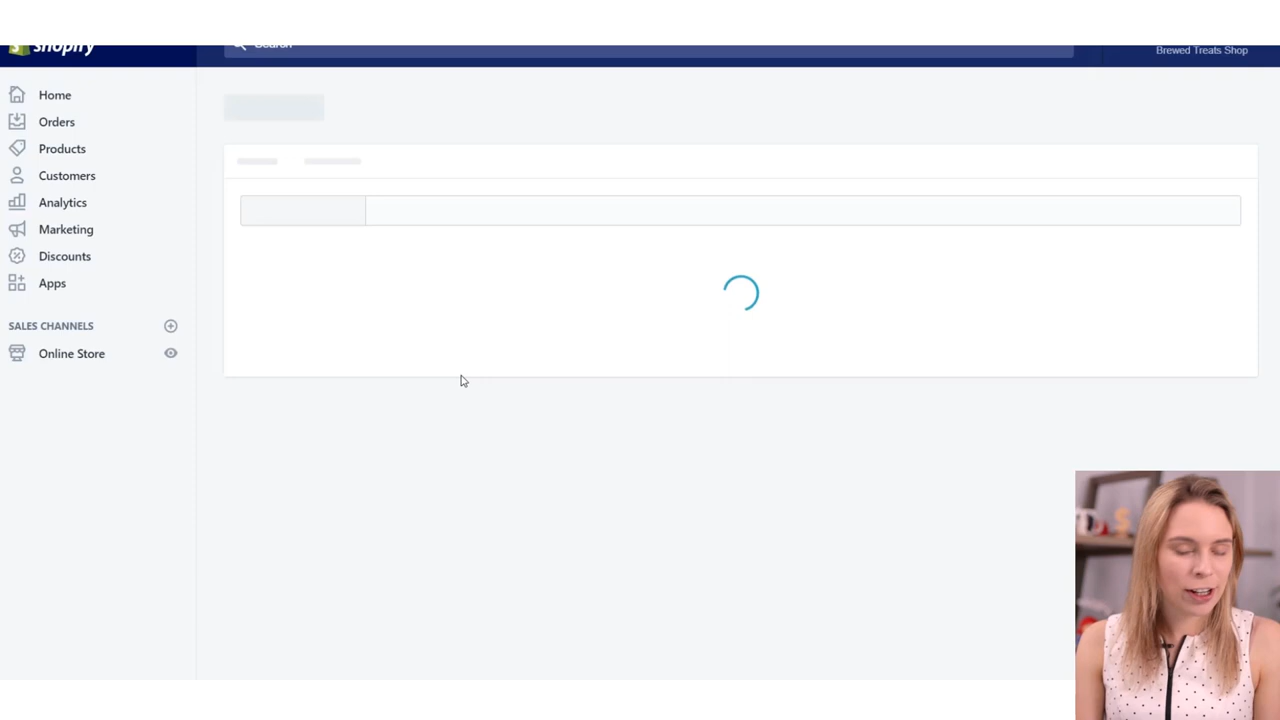 shopify
Search
Brewed Treats Shop
Home
Orders
Products
Customers
Analytics
Marketing
Discounts
Apps
SALES CHANNELS
Online Store